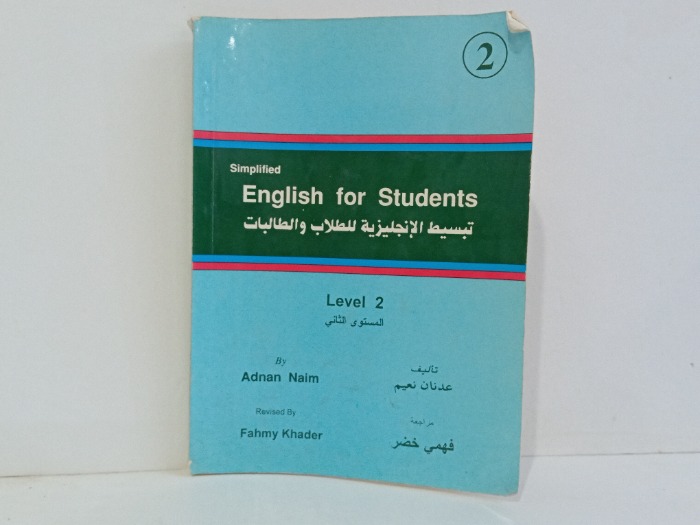 2
Simplified
English for Students
تبسيط الإنجليزية للطلاب والطالبات
Level 2
المستوى الثاني
By
Adnan Naim
تأليف
عدنان نعيم
Revised By
Fahmy Khader
مراجعة
فهمي خضر